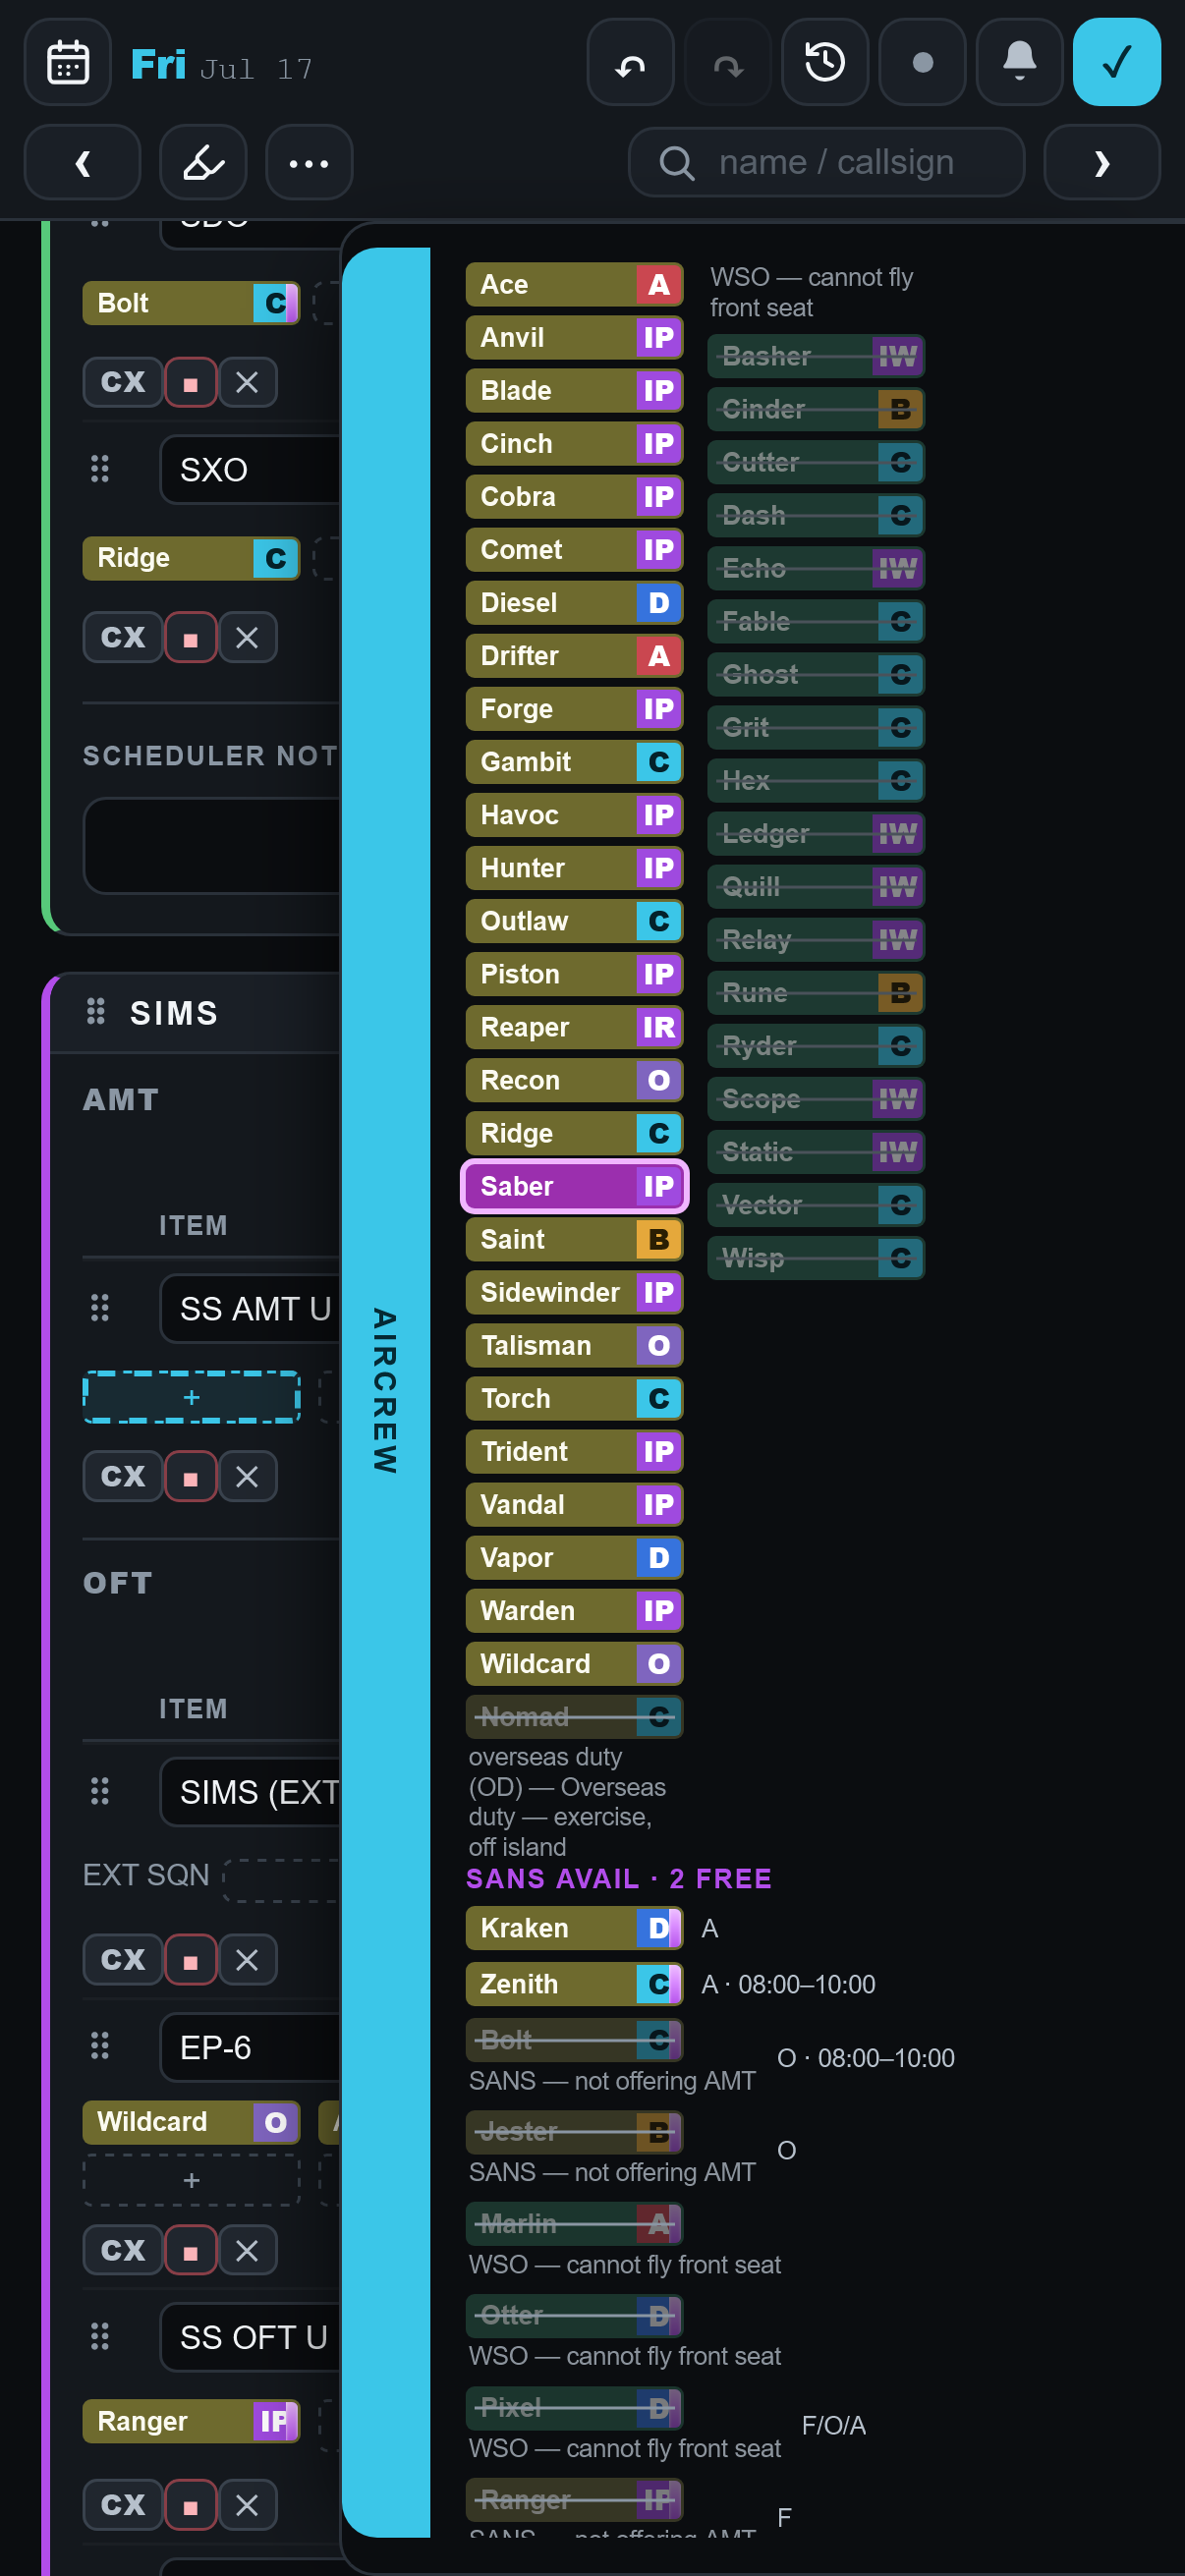 Fri Jul 17
name / callsign
Bolt C
CX
SXO
Ridge C
CX
SCHEDULER NOT
SIMS
AMT
ITEM
SS AMT U
+
CX
OFT
ITEM
SIMS (EXT
EXT SQN
CX
EP-6
Wildcard O
+
CX
SS OFT U
Ranger IP
CX
AIRCREW
Ace A
Anvil IP
Blade IP
Cinch IP
Cobra IP
Comet IP
Diesel D
Drifter A
Forge IP
Gambit C
Havoc IP
Hunter IP
Outlaw C
Piston IP
Reaper IR
Recon O
Ridge C
Saber IP
Saint B
Sidewinder IP
Talisman O
Torch C
Trident IP
Vandal IP
Vapor D
Warden IP
Wildcard O
Nomad C
overseas duty
(OD) — Overseas
duty — exercise,
off island
WSO — cannot fly
front seat
Basher IW
Cinder B
Cutter C
Dash C
Echo IW
Fable C
Ghost C
Grit C
Hex C
Ledger IW
Quill IW
Relay IW
Rune B
Ryder C
Scope IW
Static IW
Vector C
Wisp C
SANS AVAIL · 2 FREE
Kraken D A
Zenith C A · 08:00–10:00
Bolt C O · 08:00–10:00
SANS — not offering AMT
Jester B O
SANS — not offering AMT
Marlin A
WSO — cannot fly front seat
Otter D
WSO — cannot fly front seat
Pixel D F/O/A
WSO — cannot fly front seat
Ranger IP F
SANS — not offering AMT